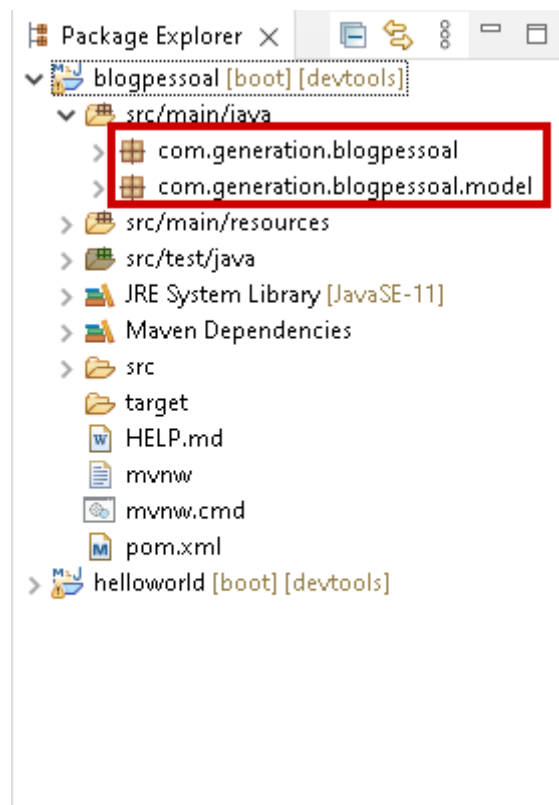 Package Explorer
blogpessoal [boot] [devtools]
src/main/java
com.generation.blogpessoal
com.generation.blogpessoal.model
src/main/resources
src/test/java
JRE System Library [JavaSE-11]
Maven Dependencies
src
target
HELP.md
mvnw
mvnw.cmd
pom.xml
helloworld [boot] [devtools]